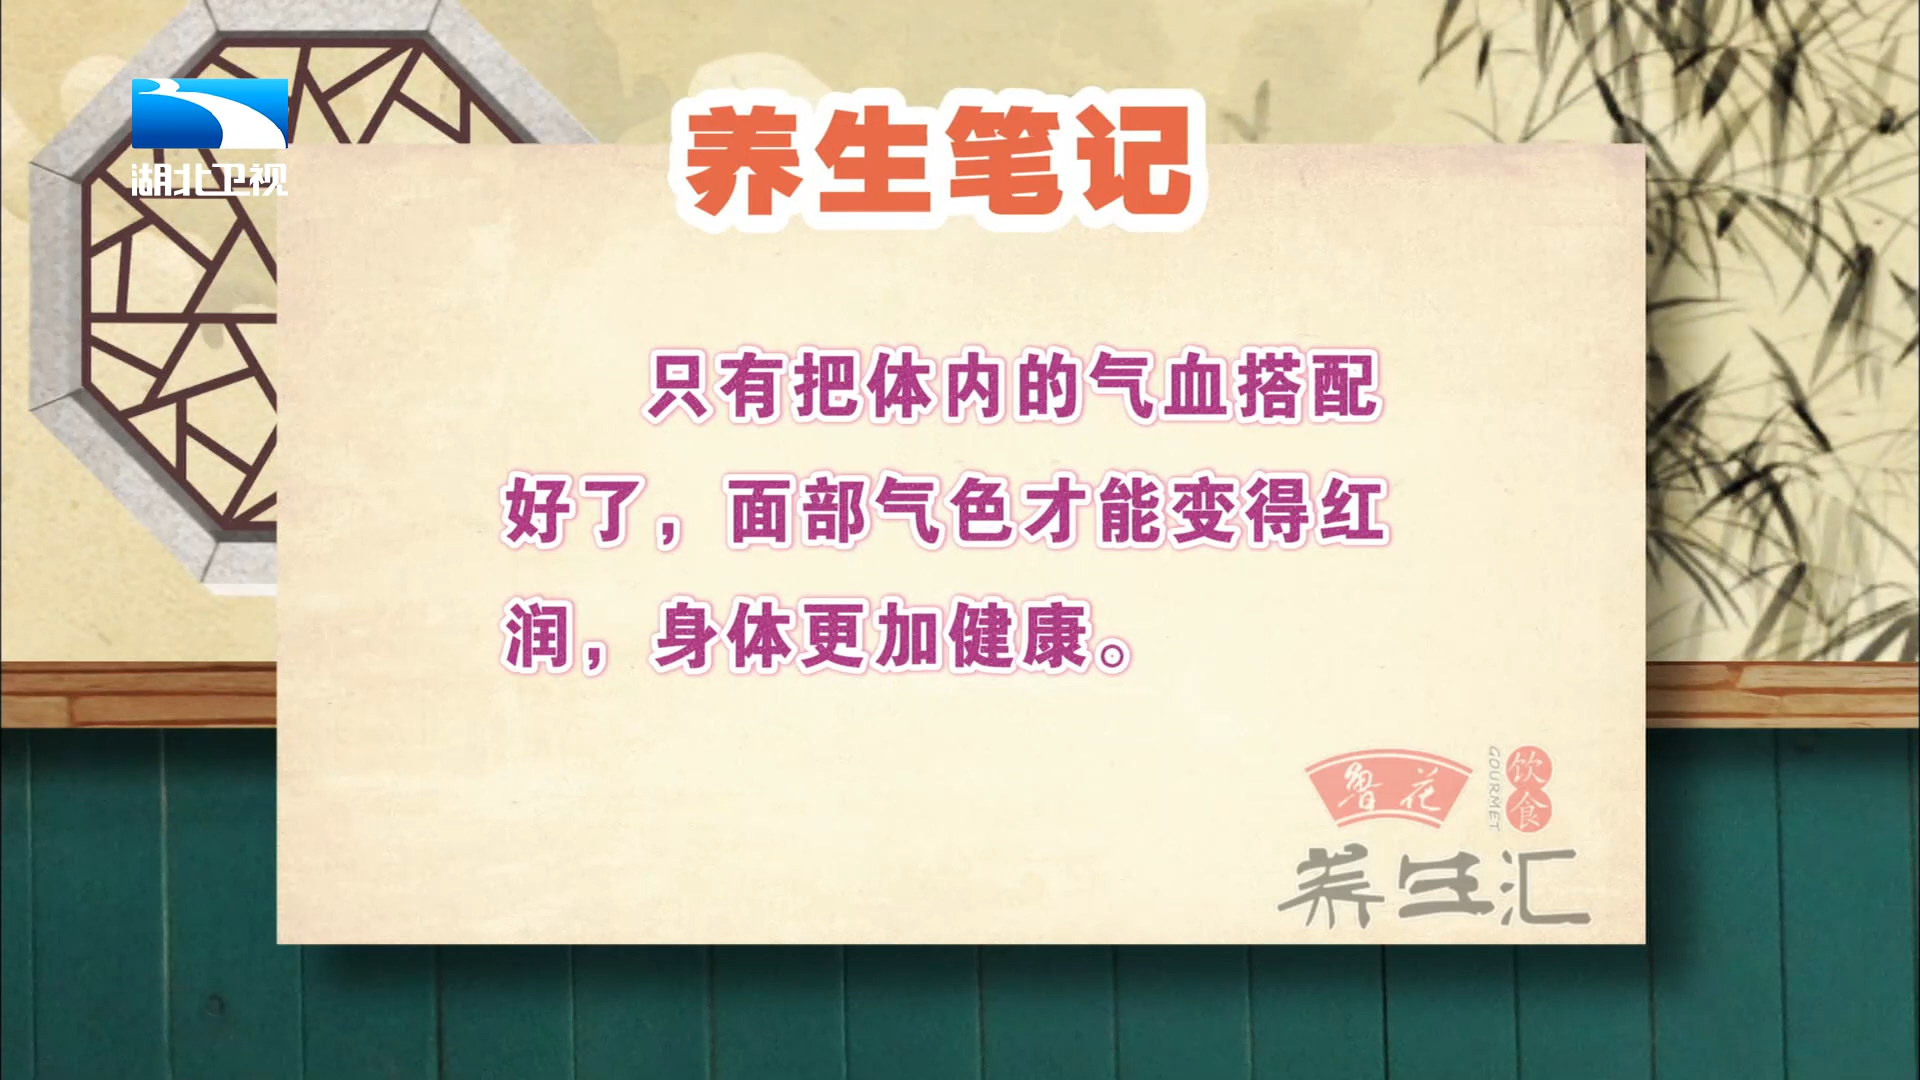 湖北卫视
养生笔记
只有把体内的气血搭配
好了，面部气色才能变得红
润，身体更加健康。
鲁花
GOURMET
饮食
养生汇